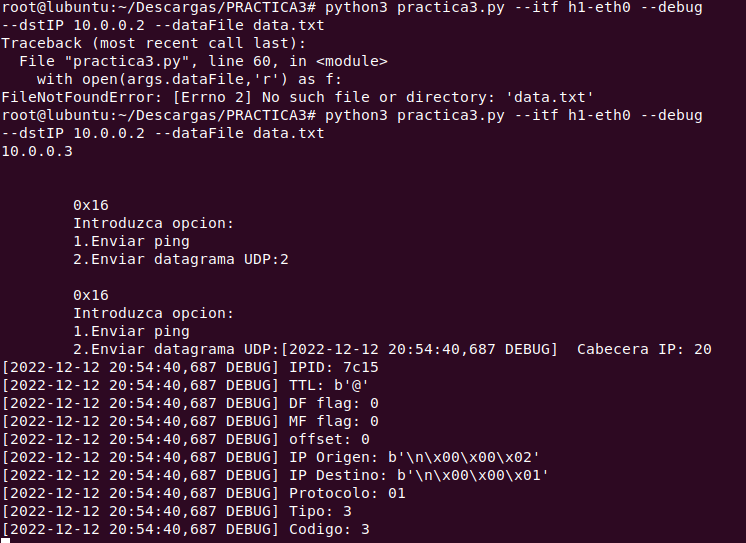 root@lubuntu:~/Descargas/PRACTICA3# python3 practica3.py --itf h1-eth0 --debug
--dstIP 10.0.0.2 --dataFile data.txt
Traceback (most recent call last):
  File "practica3.py", line 60, in <module>
    with open(args.dataFile,'r') as f:
FileNotFoundError: [Errno 2] No such file or directory: 'data.txt'
root@lubuntu:~/Descargas/PRACTICA3# python3 practica3.py --itf h1-eth0 --debug
--dstIP 10.0.0.2 --dataFile data.txt
10.0.0.3
        0x16
        Introduzca opcion:
        1.Enviar ping
        2.Enviar datagrama UDP:2
        0x16
        Introduzca opcion:
        1.Enviar ping
        2.Enviar datagrama UDP:[2022-12-12 20:54:40,687 DEBUG]  Cabecera IP: 20
[2022-12-12 20:54:40,687 DEBUG] IPID: 7c15
[2022-12-12 20:54:40,687 DEBUG] TTL: b'@'
[2022-12-12 20:54:40,687 DEBUG] DF flag: 0
[2022-12-12 20:54:40,687 DEBUG] MF flag: 0
[2022-12-12 20:54:40,687 DEBUG] offset: 0
[2022-12-12 20:54:40,687 DEBUG] IP Origen: b'\n\x00\x00\x02'
[2022-12-12 20:54:40,687 DEBUG] IP Destino: b'\n\x00\x00\x01'
[2022-12-12 20:54:40,687 DEBUG] Protocolo: 01
[2022-12-12 20:54:40,687 DEBUG] Tipo: 3
[2022-12-12 20:54:40,687 DEBUG] Codigo: 3